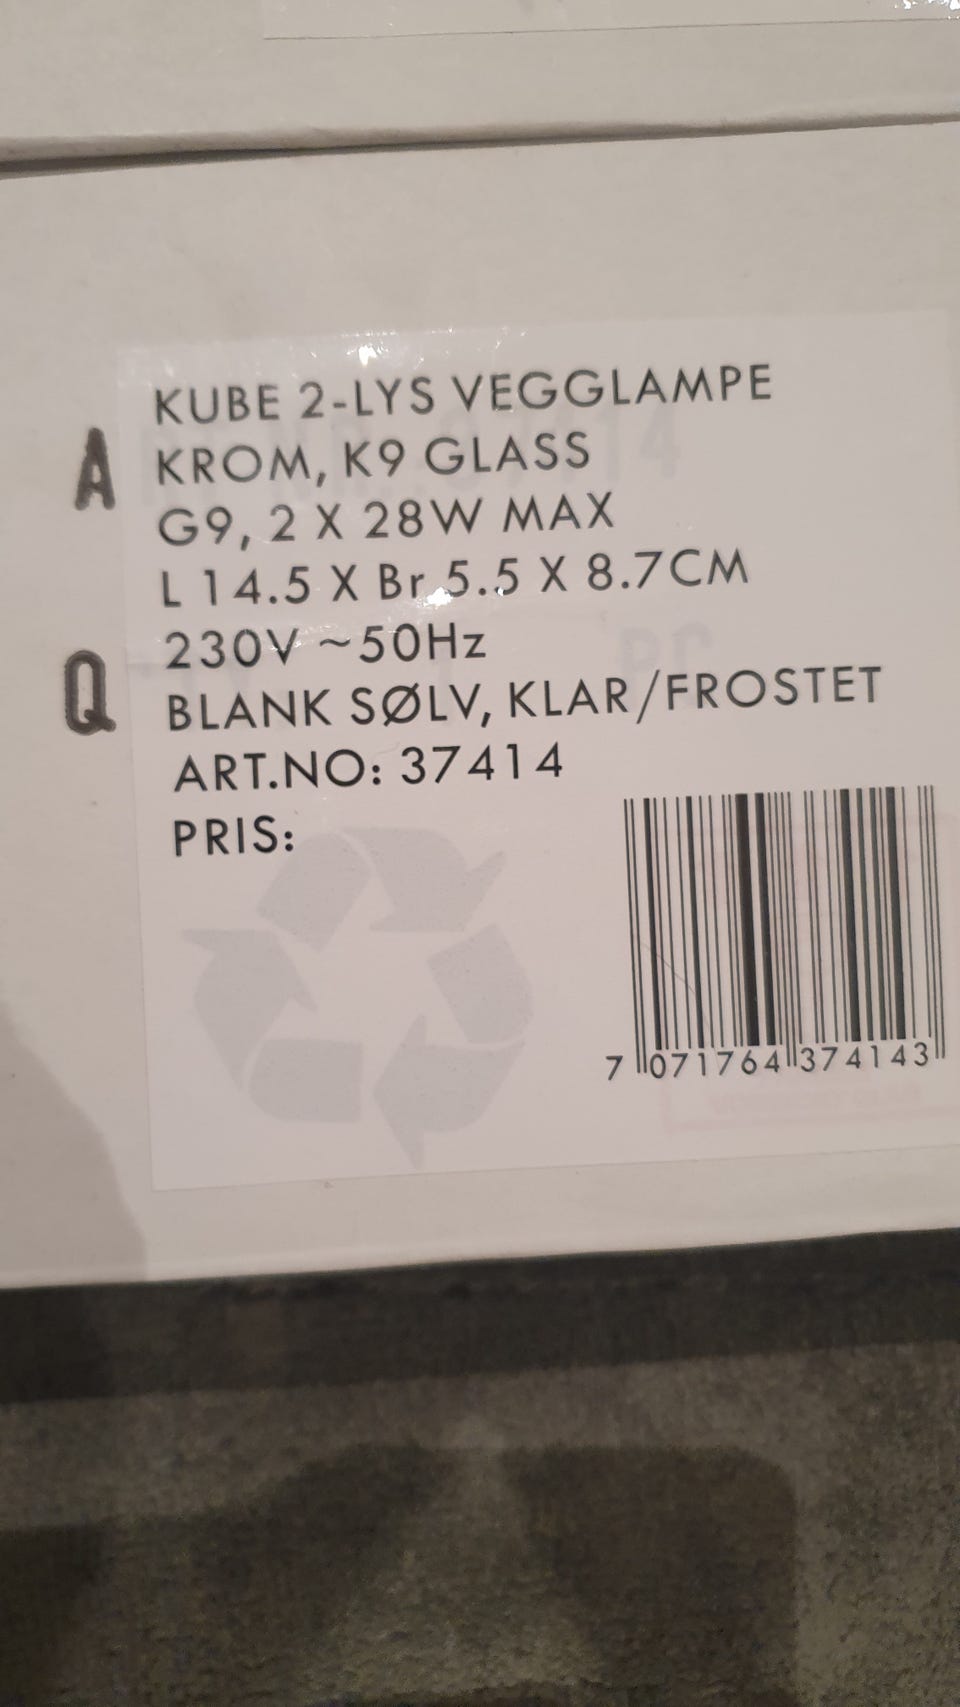 KUBE 2-LYS VEGGLAMPE
KROM, K9 GLASS
G9, 2 X 28W MAX
L 14.5 X Br 5.5 X 8.7CM
230V ~50Hz
BLANK SØLV, KLAR/FROSTET
ART.NO: 37414
PRIS:
A
Q
7 071764 374143